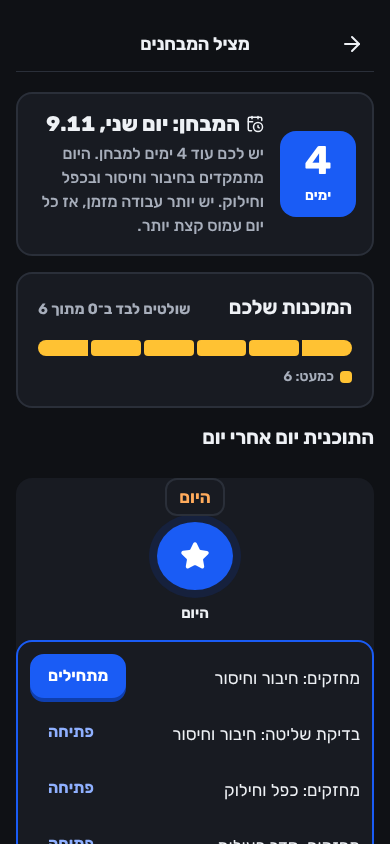 מציל המבחנים
המבחן: יום שני, 9.11
4
ימים
יש לכם עוד 4 ימים למבחן. היום
מתמקדים בחיבור וחיסור ובכפל
וחילוק. יש יותר עבודה מזמן, אז כל
יום עמוס קצת יותר.
המוכנות שלכם
שולטים לבד ב־0 מתוך 6
כמעט: 6
התוכנית יום אחרי יום
היום
היום
מחזקים: חיבור וחיסור
מתחילים
בדיקת שליטה: חיבור וחיסור
פתיחה
מחזקים: כפל וחילוק
פתיחה